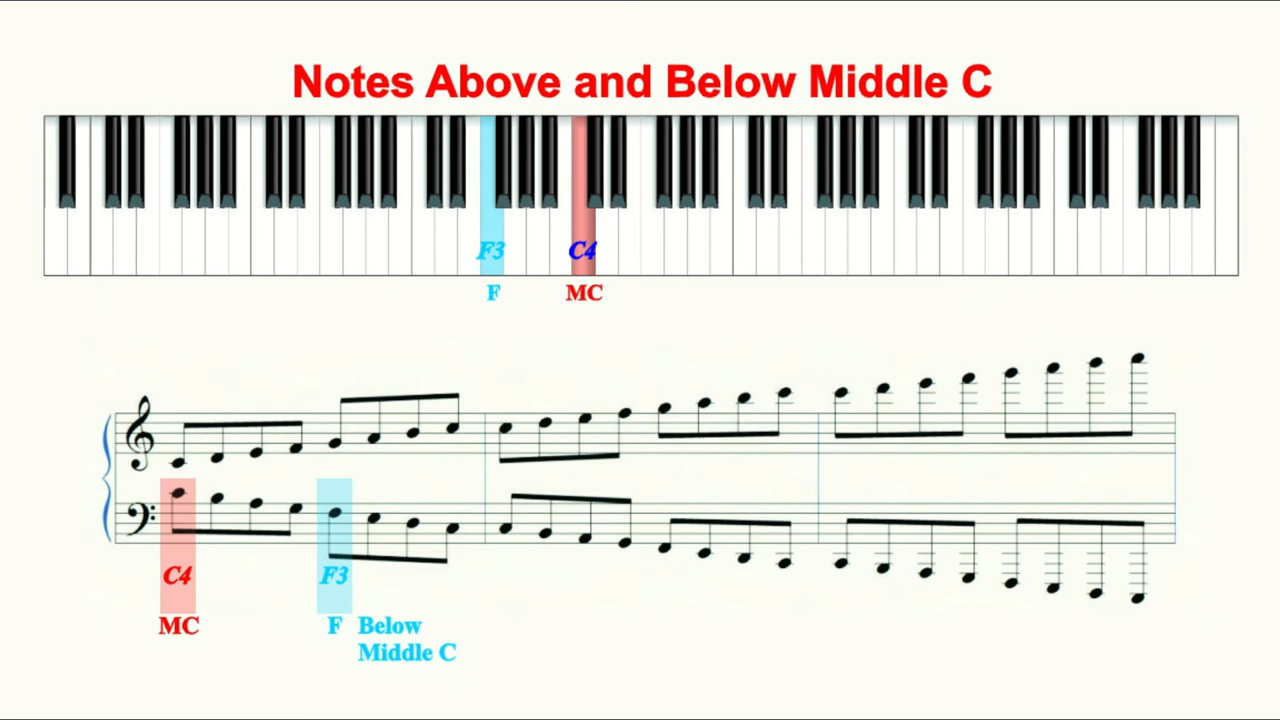 Notes Above and Below Middle C
F3 C4
F MC
C4 F3
MC F Below
Middle C